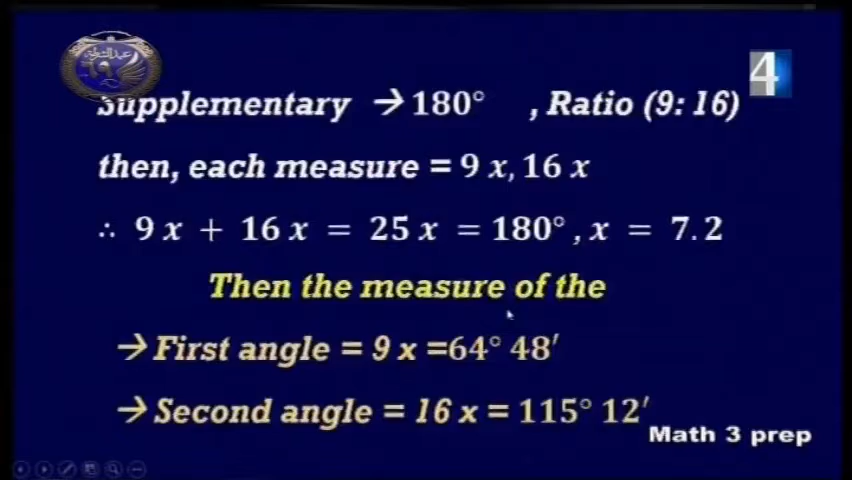 4
Supplementary → 180° , Ratio (9: 16)
then, each measure = 9 x, 16 x
∴ 9 x + 16 x = 25 x = 180° , x = 7.2
Then the measure of the
→ First angle = 9 x =64° 48′
→ Second angle = 16 x = 115° 12′
Math 3 prep